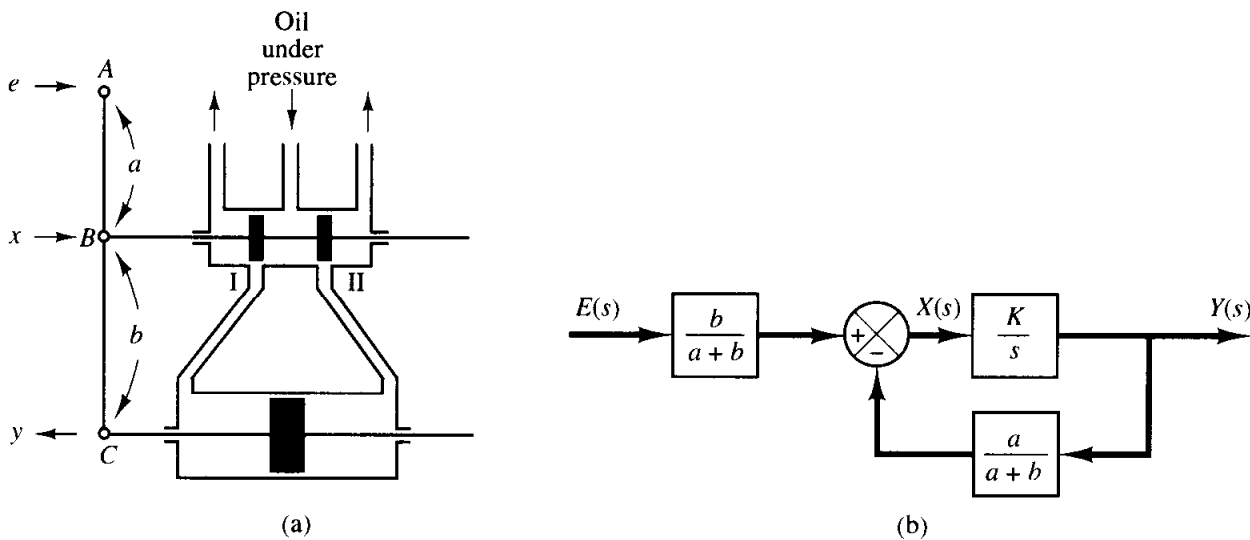 Oil
under
pressure
A
e
a
x
B
I
II
b
y
C
(a)
E(s)
b
a + b
+
−
X(s)
K
s
Y(s)
a
a + b
(b)